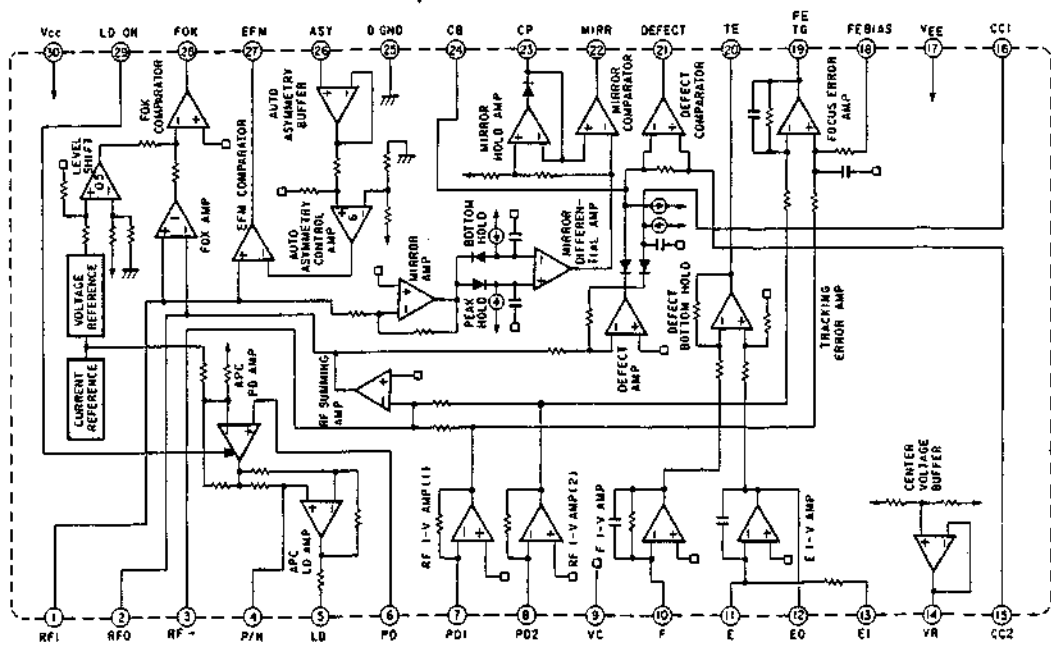 Vcc LD ON FOK EFM ASY D GND CB CP MIRR DEFECT TE FE TG FEBIAS VEE CC1
30 29 28 27 26 25 24 23 22 21 20 19 18 17 16
FOK COMPARATOR
LEVEL SHIFT
FOX AMP
EFM COMPARATOR
AUTO ASYMMETRY BUFFER
AUTO ASYMMETRY CONTROL AMP
MIRROR AMP
BOTTOM HOLD
PEAK HOLD
MIRROR HOLD AMP
MIRROR COMPARATOR
MIRROR DIFFEREN-
TIAL AMP
DEFECT COMPARATOR
FOCUS ERROR AMP
DEFECT AMP
DEFECT BOTTOM HOLD
TRACKING ERROR AMP
VOLTAGE REFERENCE
CURRENT REFERENCE
APC PD AMP
RF SUMMING AMP
APC LD AMP
RF I-V AMP(1)
RF I-V AMP(2)
F I-V AMP
E I-V AMP
CENTER VOLTAGE BUFFER
1 2 3 4 5 6 7 8 9 10 11 12 13 14 15
RFI RFO RF- P/N LD PD PD1 PD2 VC F E EO EI VR CC2